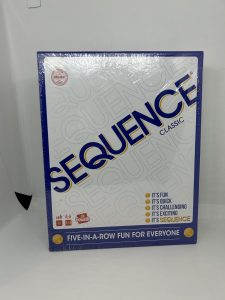 SEQUENCE
CLASSIC
IT'S FUN
IT'S QUICK
IT'S CHALLENGING
IT'S EXCITING
IT'S SEQUENCE
FIVE-IN-A-ROW FUN FOR EVERYONE